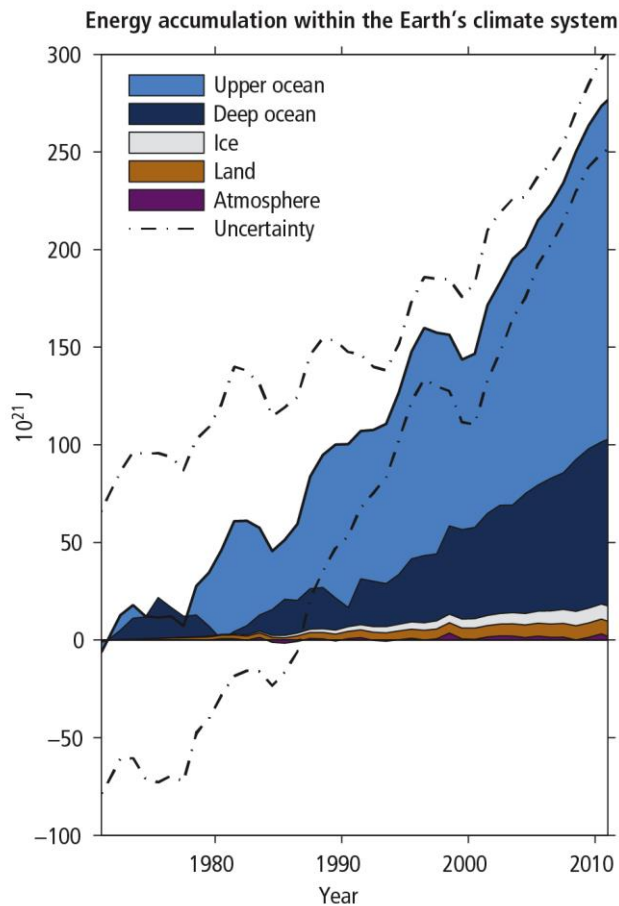 Energy accumulation within the Earth's climate system
300
250
200
150
100
50
0
−50
−100
10²¹ J
Upper ocean
Deep ocean
Ice
Land
Atmosphere
Uncertainty
1980
1990
2000
2010
Year